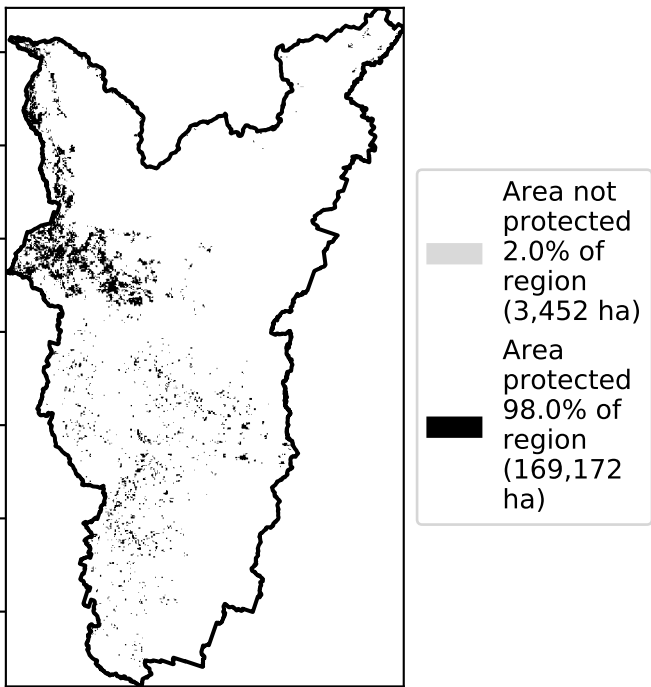 Area not
protected
2.0% of
region
(3,452 ha)
Area
protected
98.0% of
region
(169,172
ha)